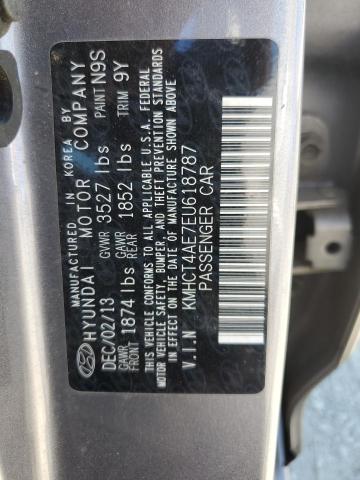 MANUFACTURED IN KOREA BY
HYUNDAI MOTOR COMPANY
DEC/02/13 GVWR 3527 lbs PAINT N9S
GAWR FRONT 1874 lbs GAWR REAR 1852 lbs TRIM 9Y
THIS VEHICLE CONFORMS TO ALL APPLICABLE U.S.A. FEDERAL
MOTOR VEHICLE SAFETY, BUMPER, AND THEFT PREVENTION STANDARDS
IN EFFECT ON THE DATE OF MANUFACTURE SHOWN ABOVE
V.I.N KMHCT4AE7EU618787
PASSENGER CAR